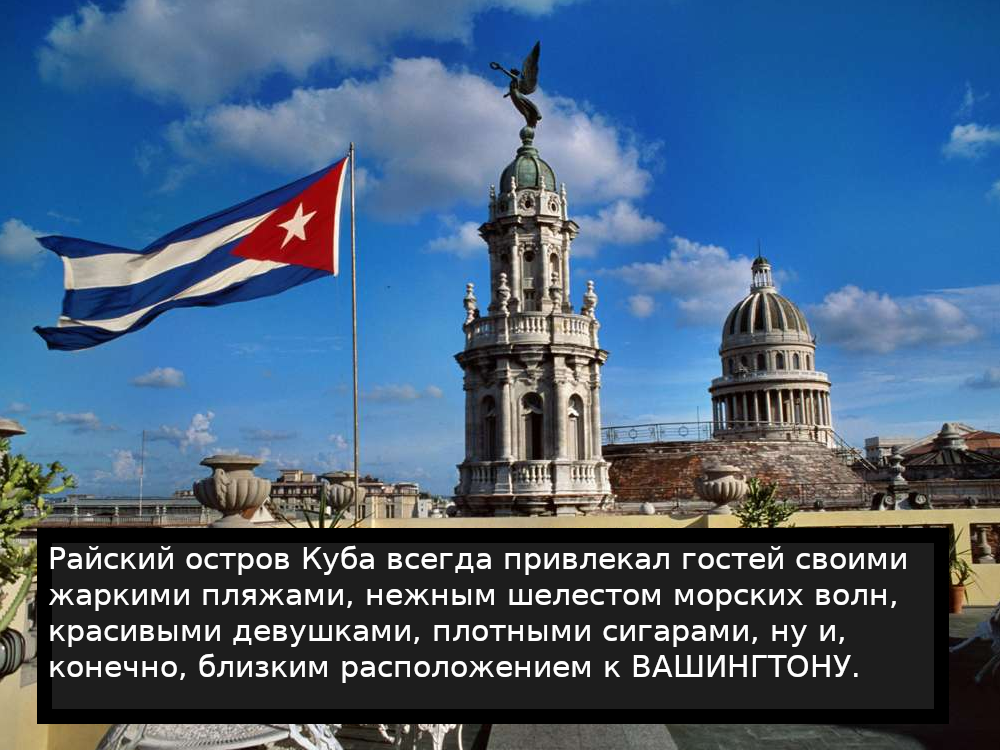 Райский остров Куба всегда привлекал гостей своими
жаркими пляжами, нежным шелестом морских волн,
красивыми девушками, плотными сигарами, ну и,
конечно, близким расположением к ВАШИНГТОНУ.